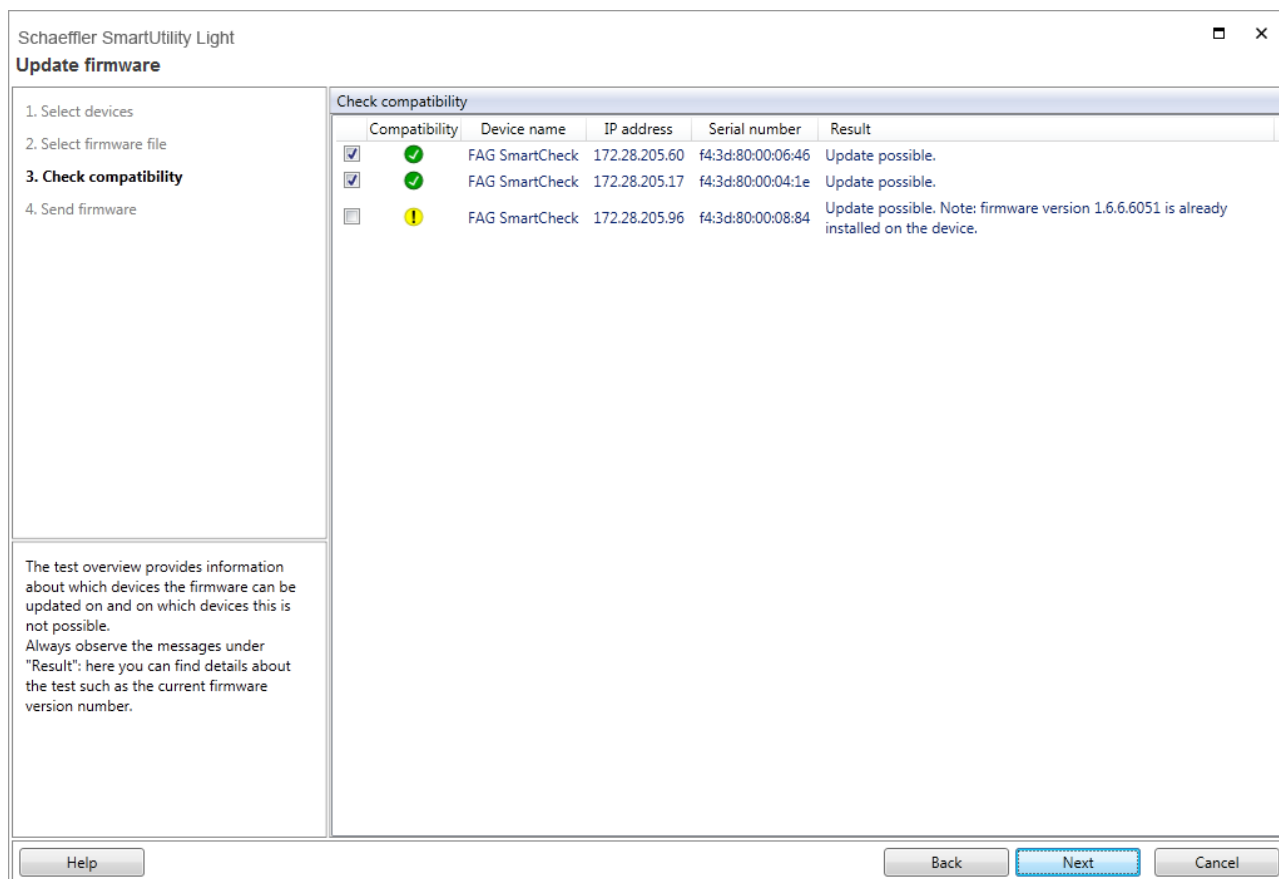 Schaeffler SmartUtility Light
Update firmware
1. Select devices
2. Select firmware file
3. Check compatibility
4. Send firmware
The test overview provides information
about which devices the firmware can be
updated on and on which devices this is
not possible.
Always observe the messages under
"Result": here you can find details about
the test such as the current firmware
version number.
Check compatibility
Compatibility Device name IP address Serial number Result
FAG SmartCheck 172.28.205.60 f4:3d:80:00:06:46 Update possible.
FAG SmartCheck 172.28.205.17 f4:3d:80:00:04:1e Update possible.
FAG SmartCheck 172.28.205.96 f4:3d:80:00:08:84 Update possible. Note: firmware version 1.6.6.6051 is already
installed on the device.
Help Back Next Cancel